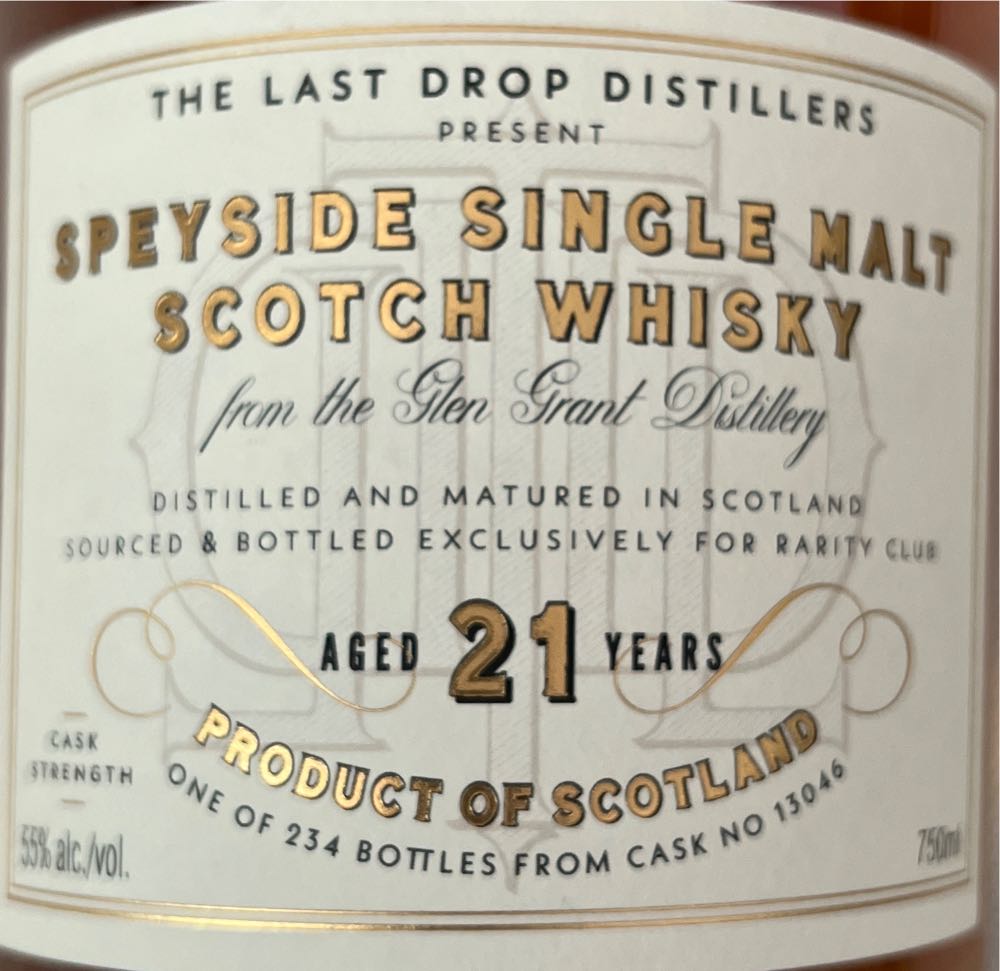 THE LAST DROP DISTILLERS
PRESENT
SPEYSIDE SINGLE MALT
SCOTCH WHISKY
from the Glen Grant Distillery
DISTILLED AND MATURED IN SCOTLAND
SOURCED & BOTTLED EXCLUSIVELY FOR RARITY CLUB
AGED 21 YEARS
PRODUCT OF SCOTLAND
ONE OF 234 BOTTLES FROM CASK NO 13046
CASK
STRENGTH
55% alc./vol.
750ml